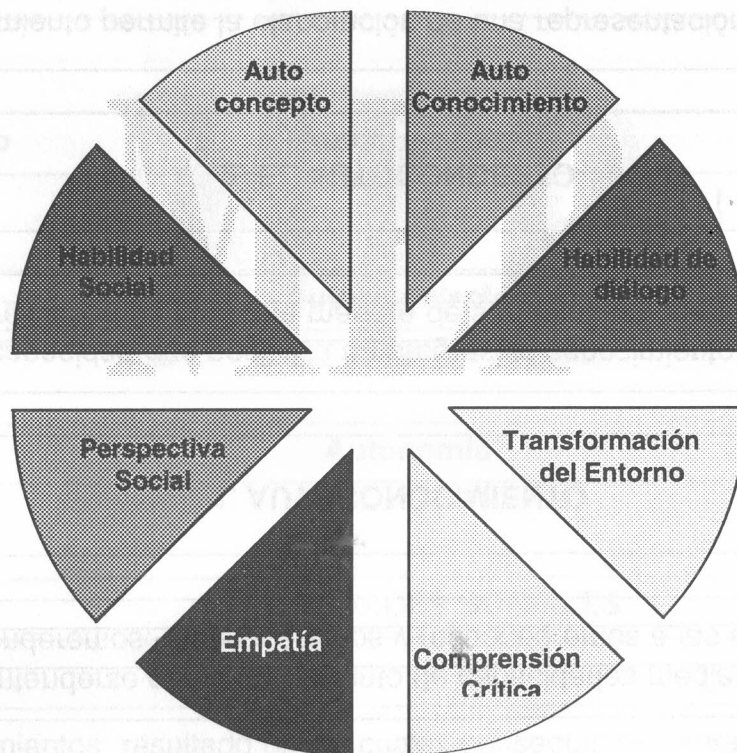 Auto
concepto
Auto
Conocimiento
Habilidad de
diálogo
Transformación
del Entorno
Comprensión
Crítica
Empatía
Perspectiva
Social
Habilidad
Social